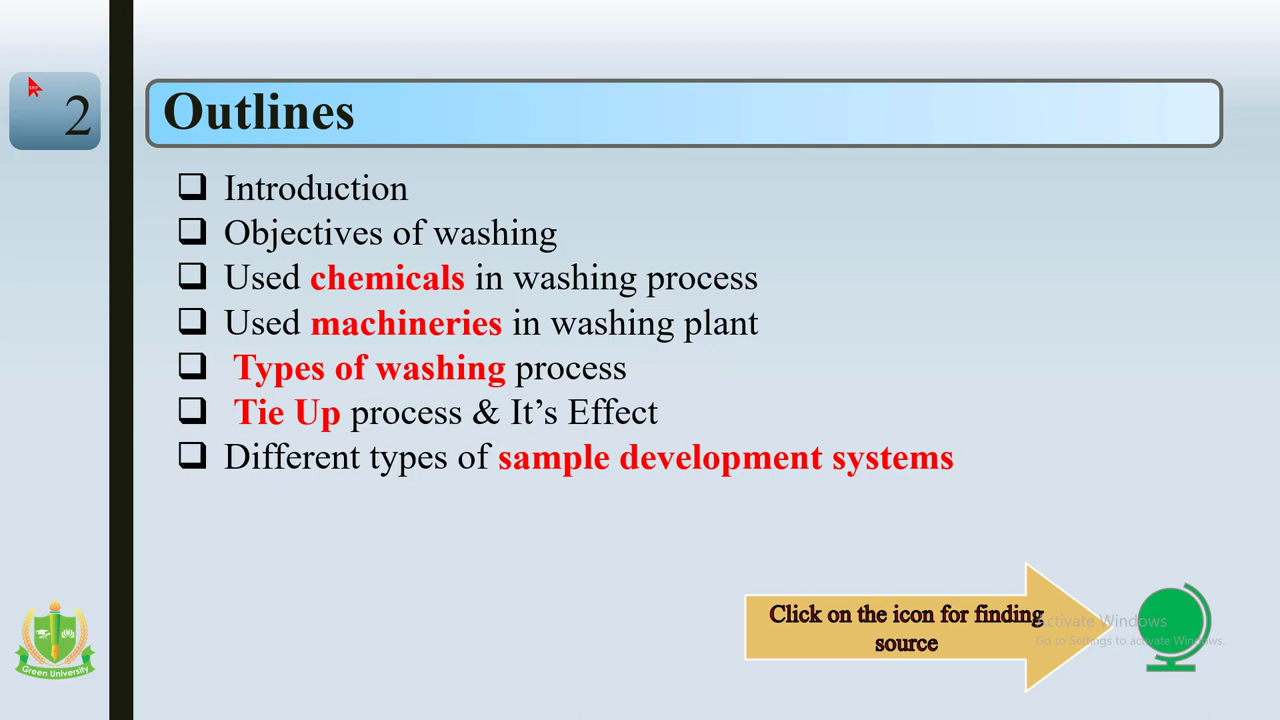 2
Outlines
Introduction
Objectives of washing
Used chemicals in washing process
Used machineries in washing plant
Types of washing process
Tie Up process & It’s Effect
Different types of sample development systems
Click on the icon for finding
source
Activate Windows
Go to Settings to activate Windows.
Green University